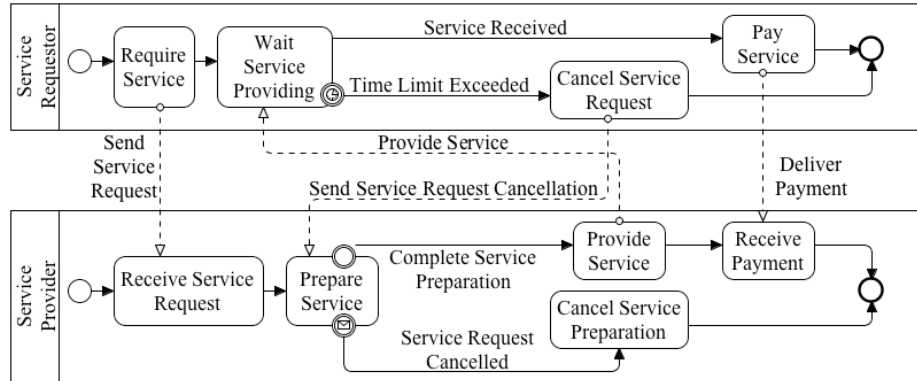 Service
Requestor
Require
Service
Wait
Service
Providing
Service Received
Time Limit Exceeded
Cancel Service
Request
Pay
Service
Send
Service
Request
Provide Service
Send Service Request Cancellation
Deliver
Payment
Service
Provider
Receive Service
Request
Prepare
Service
Complete Service
Preparation
Provide
Service
Receive
Payment
Service Request
Cancelled
Cancel Service
Preparation